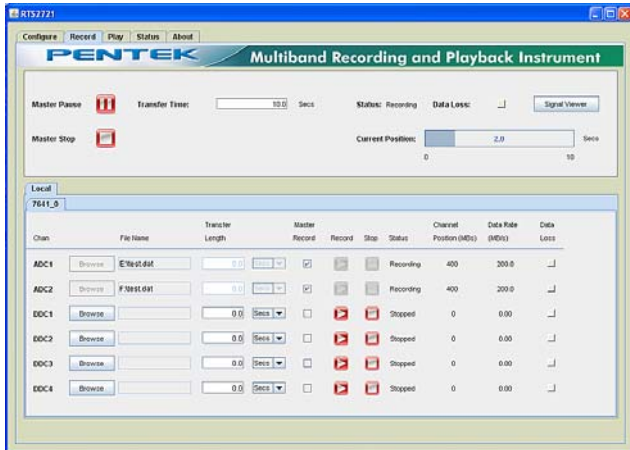 RTS2721
Configure Record Play Status About
PENTEK Multiband Recording and Playback Instrument
Master Pause Transfer Time: 10.0 Secs Status: Recording Data Loss: Signal Viewer
Master Stop Current Position: 2.0 Secs
0 10
Local
7641_0
Chan File Name Transfer Length Master Record Record Stop Status Channel Position (MBs) Data Rate (MB/s) Data Loss
ADC1 Browse E:\test.dat 0.0 Secs Recording 400 200.0
ADC2 Browse F:\test.dat 0.0 Secs Recording 400 200.0
DDC1 Browse 0.0 Secs Stopped 0 0.00
DDC2 Browse 0.0 Secs Stopped 0 0.00
DDC3 Browse 0.0 Secs Stopped 0 0.00
DDC4 Browse 0.0 Secs Stopped 0 0.00